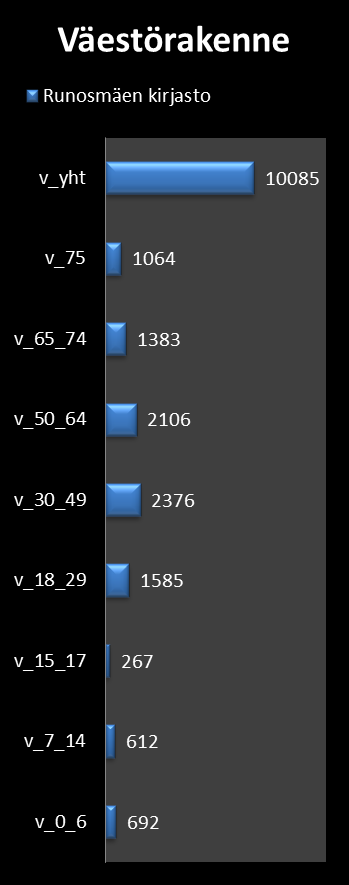 Väestörakenne
Runosmäen kirjasto
v_yht 10085
v_75 1064
v_65_74 1383
v_50_64 2106
v_30_49 2376
v_18_29 1585
v_15_17 267
v_7_14 612
v_0_6 692